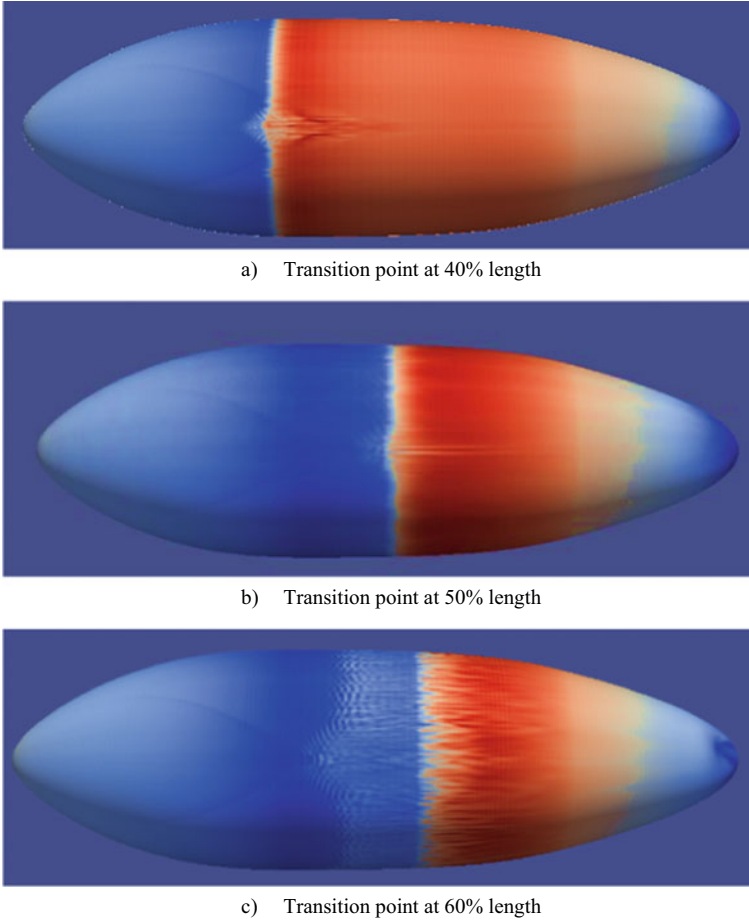 a) Transition point at 40% length
b) Transition point at 50% length
c) Transition point at 60% length